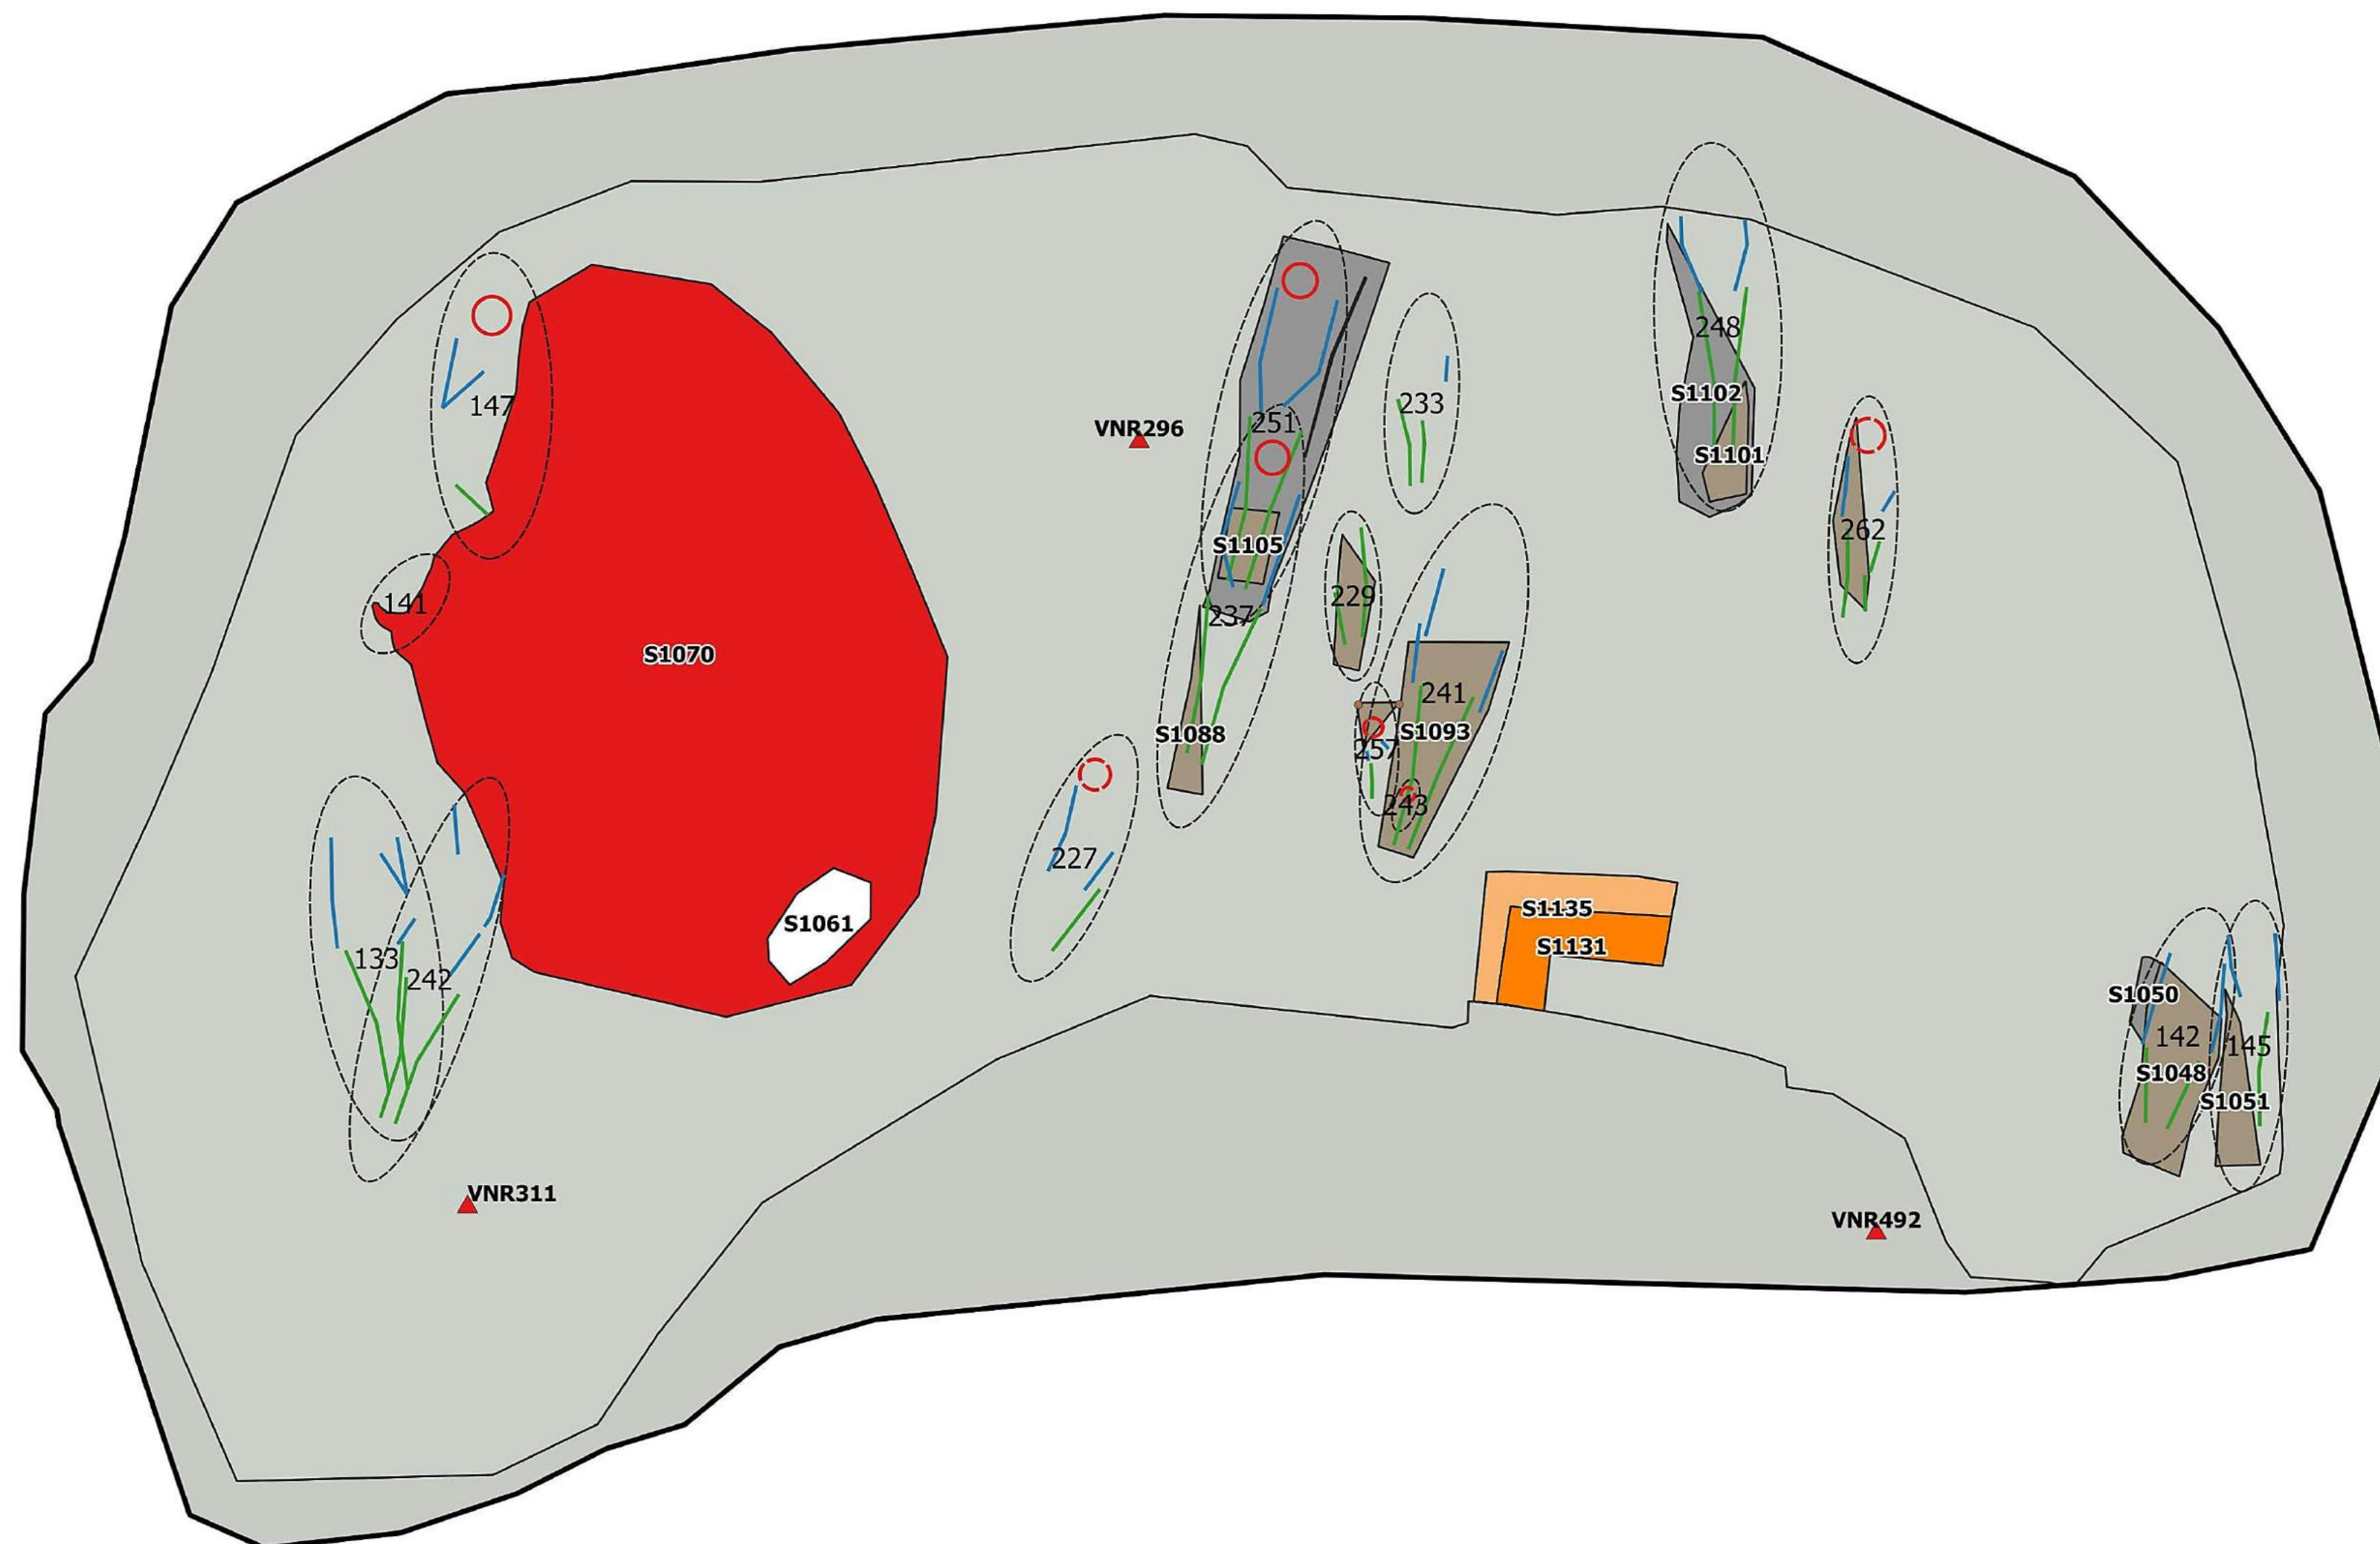 248
S1102
S1101
233
147
251
VNR296
262
S1105
229
141
237
S1070
241
S1088
S1093
257
243
227
S1135
S1061
S1131
133
242
S1050
142
145
S1048
S1051
VNR311
VNR492